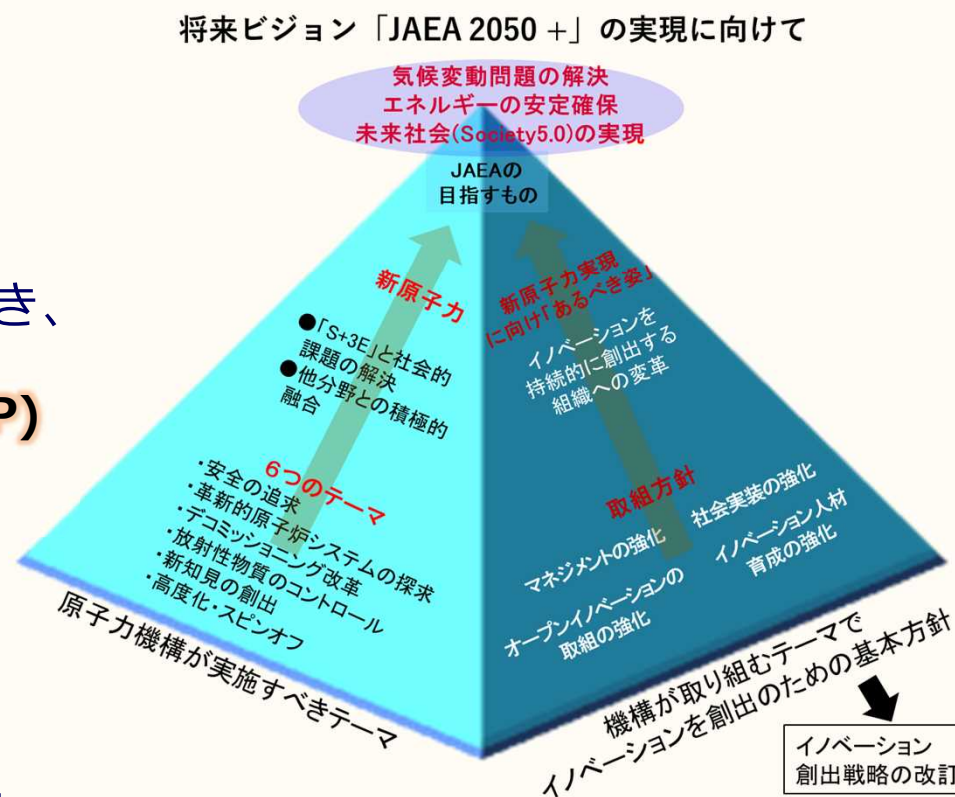 将来ビジョン「JAEA 2050 +」の実現に向けて
気候変動問題の解決
エネルギーの安定確保
未来社会(Society5.0)の実現
JAEAの
目指すもの
き、
P)
新原子力
●「S+3E」と社会的
課題の解決
●他分野との積極的
融合
6つのテーマ
・安全の追求
・革新的原子炉システムの探求
・デコミッショニング改革
・放射性物質のコントロール
・新知見の創出
・高度化・スピンオフ
原子力機構が実施すべきテーマ
新原子力実現
に向け「あるべき姿」
イノベーションを
持続的に創出する
組織への変革
取組方針
マネジメントの強化
社会実装の強化
オープンイノベーションの
取組の強化
イノベーション人材
育成の強化
機構が取り組むテーマで
イノベーションを創出のための基本方針
イノベーション
創出戦略の改訂